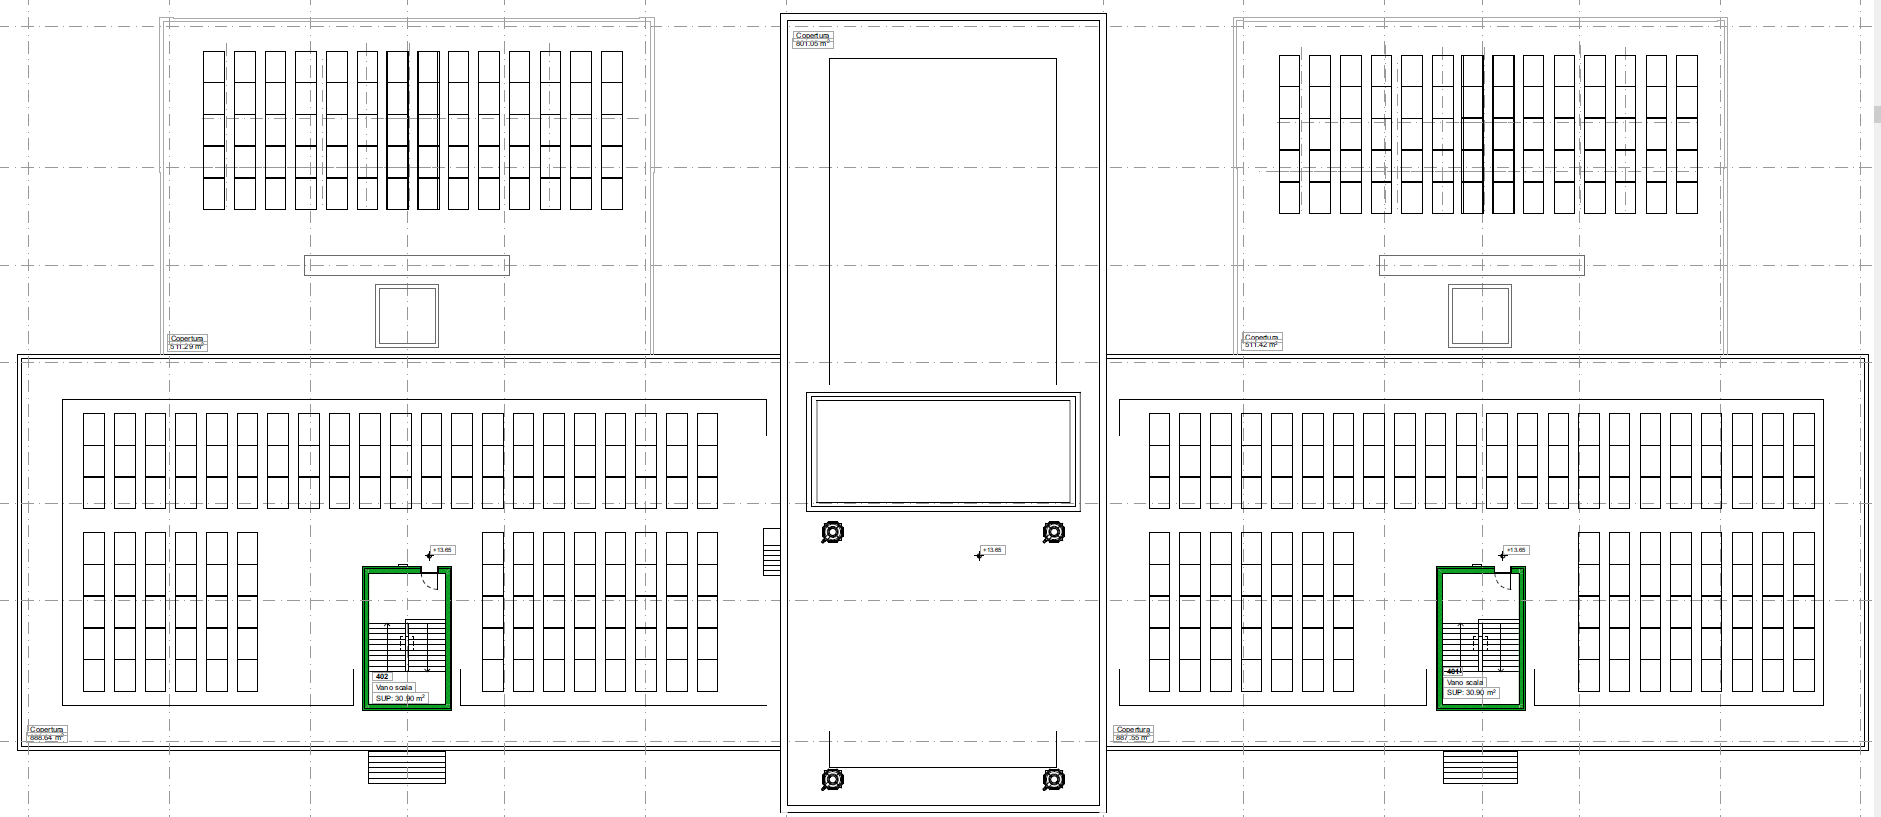 Copertura
801.05 m²
Copertura
511.29 m²
Copertura
511.42 m²
+13.65
+13.65
+13.65
402
Vano scala
SUP: 30.90 m²
401
Vano scala
SUP: 30.90 m²
Copertura
888.64 m²
Copertura
887.55 m²